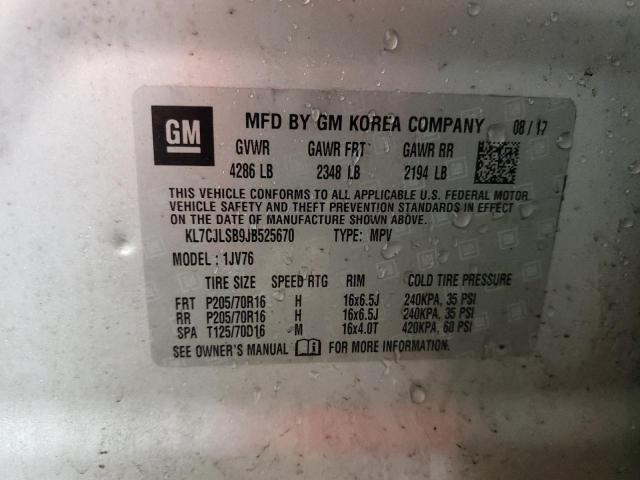 GM
MFD BY GM KOREA COMPANY 08/17
GVWR GAWR FRT GAWR RR
4286 LB 2348 LB 2194 LB
THIS VEHICLE CONFORMS TO ALL APPLICABLE U.S. FEDERAL MOTOR
VEHICLE SAFETY AND THEFT PREVENTION STANDARDS IN EFFECT
ON THE DATE OF MANUFACTURE SHOWN ABOVE.
KL7CJLSB9JB525670 TYPE: MPV
MODEL: 1JV76
TIRE SIZE SPEED RTG RIM COLD TIRE PRESSURE
FRT P205/70R16 H 16x6.5J 240KPA, 35 PSI
RR P205/70R16 H 16x6.5J 240KPA, 35 PSI
SPA T125/70D16 M 16x4.0T 420KPA, 60 PSI
SEE OWNER'S MANUAL i FOR MORE INFORMATION.